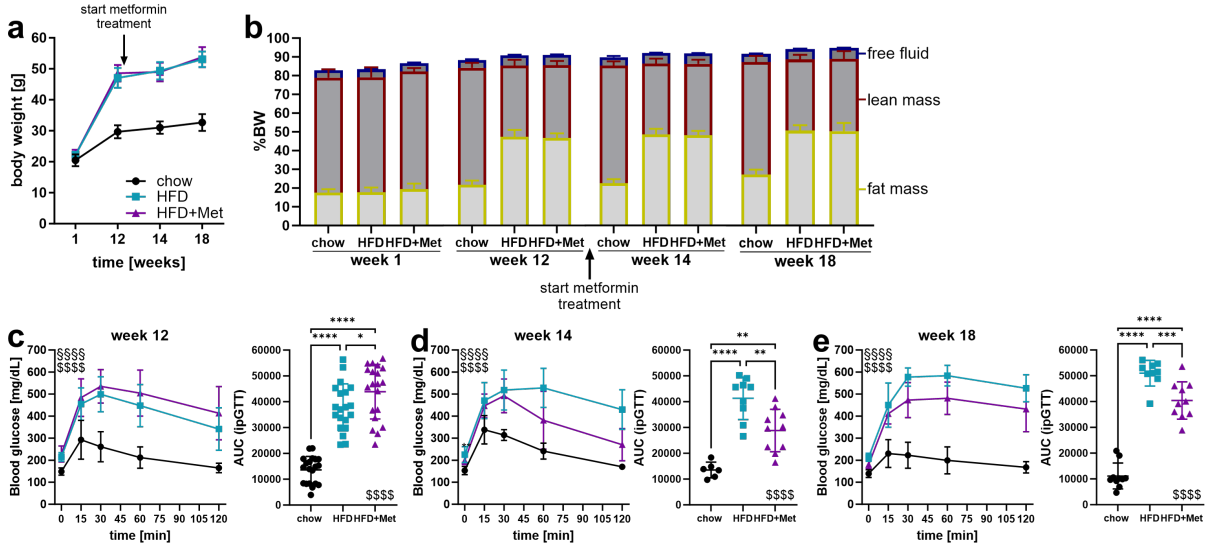 a
start metformin
treatment
60
50
40
30
20
10
0
body weight [g]
chow
HFD
HFD+Met
1
12
14
18
time [weeks]
b
100
90
80
70
60
50
40
30
20
10
0
%BW
free fluid
lean mass
fat mass
chow HFD HFD+Met chow HFD HFD+Met chow HFD HFD+Met chow HFD HFD+Met
week 1 week 12 week 14 week 18
start metformin
treatment
c
week 12
700
600
500
400
300
200
100
0
Blood glucose (mg/dL)
§§§§
$$$$
0 15 30 45 60 75 90 105 120
time [min]
60000
50000
40000
30000
20000
10000
0
AUC (ipGTT)
****
**** *
$$$$
chow HFD HFD+Met
d
week 14
700
600
500
400
300
200
100
0
Blood glucose (mg/dL)
§§§§
$$$$
**
0 15 30 45 60 75 90 105 120
time [min]
60000
50000
40000
30000
20000
10000
0
AUC (ipGTT)
**
**** **
$$$$
chow HFD HFD+Met
e
week 18
700
600
500
400
300
200
100
0
Blood glucose (mg/dL)
§§§§
$$$$
0 15 30 45 60 75 90 105 120
time [min]
60000
50000
40000
30000
20000
10000
0
AUC (ipGTT)
****
**** ***
$$$$
chow HFD HFD+Met